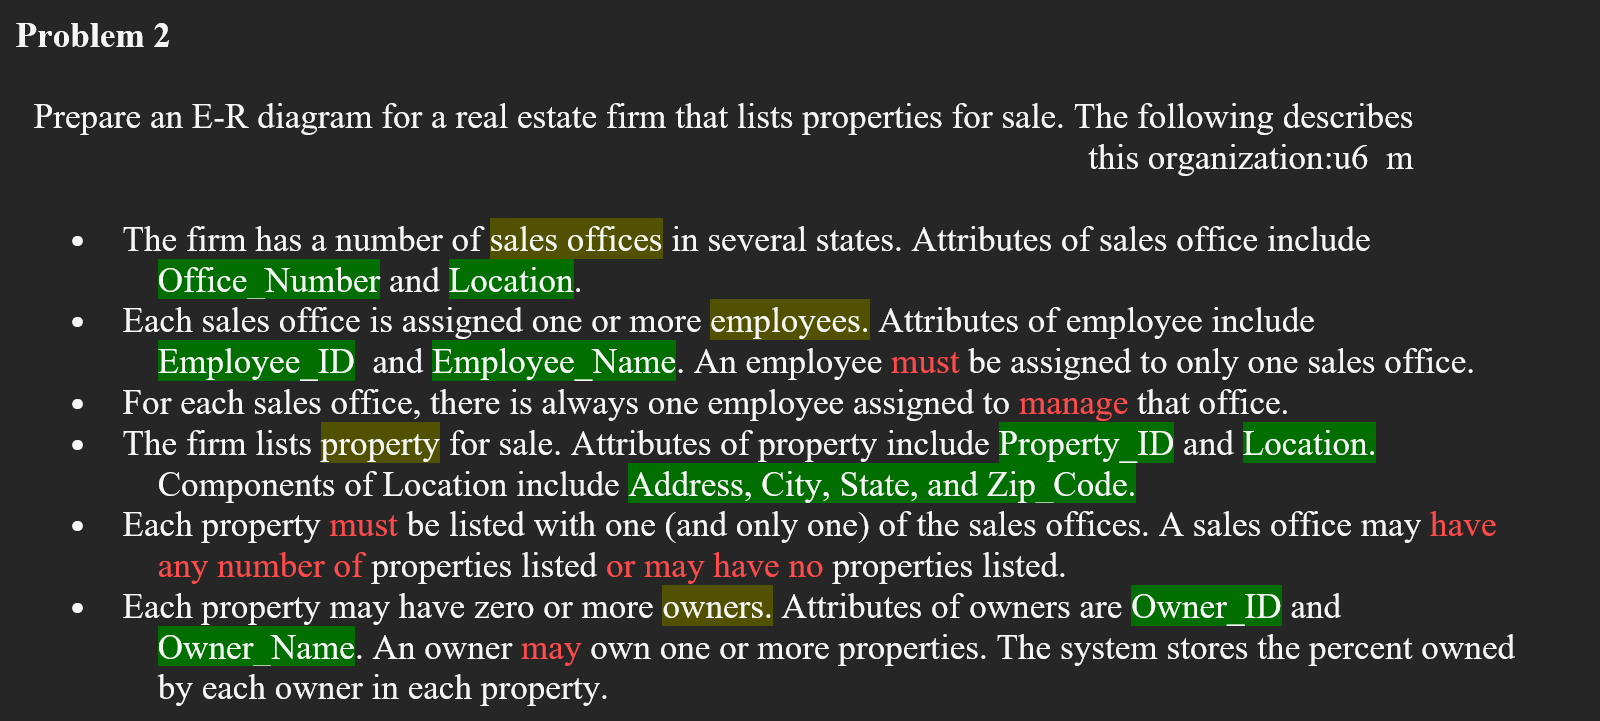 Problem 2
Prepare an E-R diagram for a real estate firm that lists properties for sale. The following describes
this organization:u6  m
• The firm has a number of sales offices in several states. Attributes of sales office include
Office_Number and Location.
• Each sales office is assigned one or more employees. Attributes of employee include
Employee_ID  and Employee_Name. An employee must be assigned to only one sales office.
• For each sales office, there is always one employee assigned to manage that office.
• The firm lists property for sale. Attributes of property include Property_ID and Location.
Components of Location include Address, City, State, and Zip_Code.
• Each property must be listed with one (and only one) of the sales offices. A sales office may have
any number of properties listed or may have no properties listed.
• Each property may have zero or more owners. Attributes of owners are Owner_ID and
Owner_Name. An owner may own one or more properties. The system stores the percent owned
by each owner in each property.